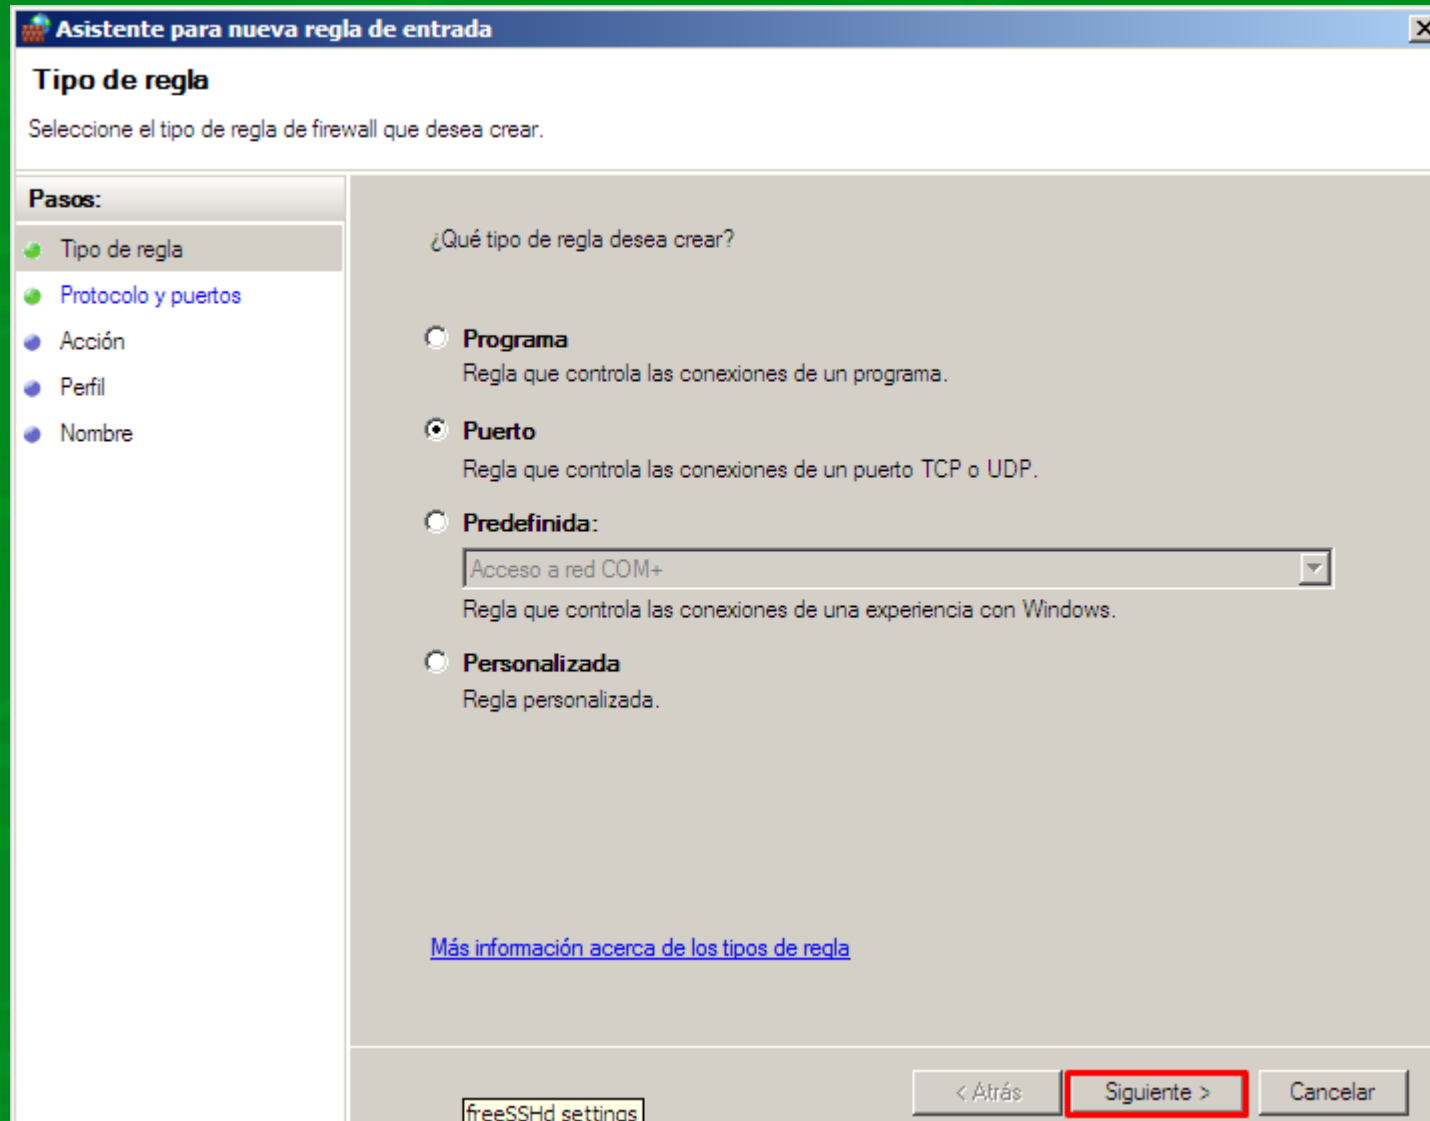 Asistente para nueva regla de entrada
Tipo de regla
Seleccione el tipo de regla de firewall que desea crear.
Pasos:
Tipo de regla
Protocolo y puertos
Acción
Perfil
Nombre
¿Qué tipo de regla desea crear?
Programa
Regla que controla las conexiones de un programa.
Puerto
Regla que controla las conexiones de un puerto TCP o UDP.
Predefinida:
Acceso a red COM+
Regla que controla las conexiones de una experiencia con Windows.
Personalizada
Regla personalizada.
Más información acerca de los tipos de regla
< Atrás
Siguiente >
Cancelar
freeSSHd settings